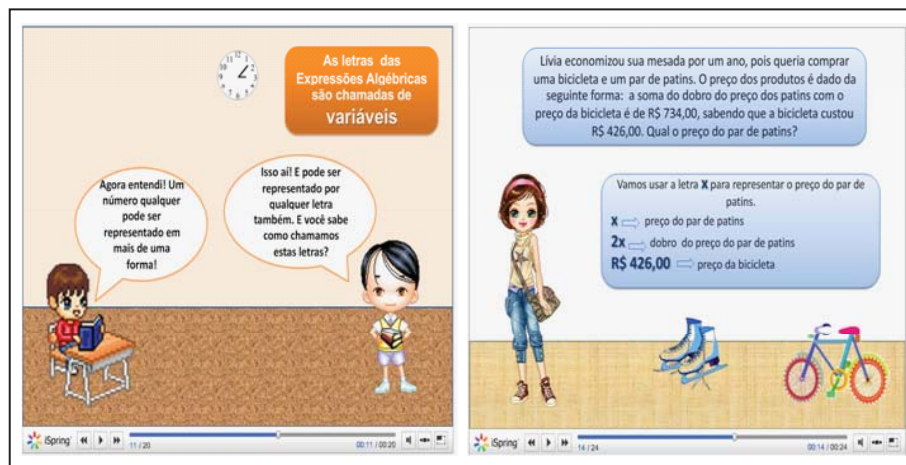 As letras das
Expressões Algébricas
são chamadas de
variáveis
Isso aí! E pode ser
representado por
qualquer letra
também. E você sabe
como chamamos
estas letras?
Agora entendi! Um
número qualquer
pode ser
representado em
mais de uma
forma!
iSpring
11 / 20
00:11 / 00:20
Lívia economizou sua mesada por um ano, pois queria comprar
uma bicicleta e um par de patins. O preço dos produtos é dado da
seguinte forma: a soma do dobro do preço dos patins com o
preço da bicicleta é de R$ 734,00, sabendo que a bicicleta custou
R$ 426,00. Qual o preço do par de patins?
Vamos usar a letra X para representar o preço do par de
patins.
X ⇨ preço do par de patins
2x ⇨ dobro do preço do par de patins
R$ 426,00 ⇨ preço da bicicleta
iSpring
14 / 24
00:14 / 00:24